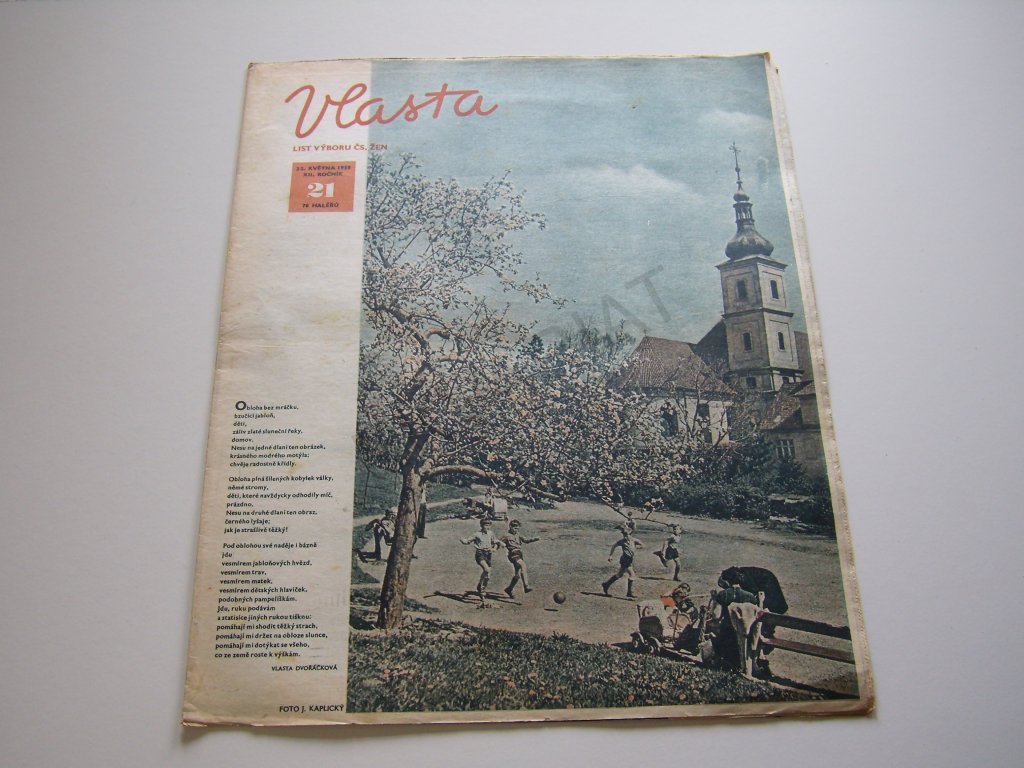 Vlasta
LIST VÝBORU ČS. ŽEN
KVĚTNA 1958
XII. ROČNÍK
21
70 HALÉŘŮ
Obloha bez mráčku,
bzučící jabloň,
děti,
záliv zlaté sluneční řeky,
domov.
Nesu na jedné dlani ten obrázek,
krásného modrého motýla;
chvěje radostně křídly.
Obloha plná šílených kobylek války,
němé stromy,
děti, které navždycky odhodily míč,
prázdno.
Nesu na druhé dlani ten obraz,
černého lyšaje;
jak je strašlivě těžký!
Pod oblohou své naděje i bázně
jdu
vesmírem jabloňových hvězd,
vesmírem trav,
vesmírem matek,
vesmírem dětských hlaviček,
podobných pampeliškám.
Jdu, ruku podávám
a statisíce jiných rukou tisknu:
pomáhají mi shodit těžký strach,
pomáhají mi držet na obloze slunce,
pomáhají mi dotýkat se všeho,
co ze země roste k výškám.
VLASTA DVOŘÁČKOVÁ
FOTO J. KAPLICKÝ